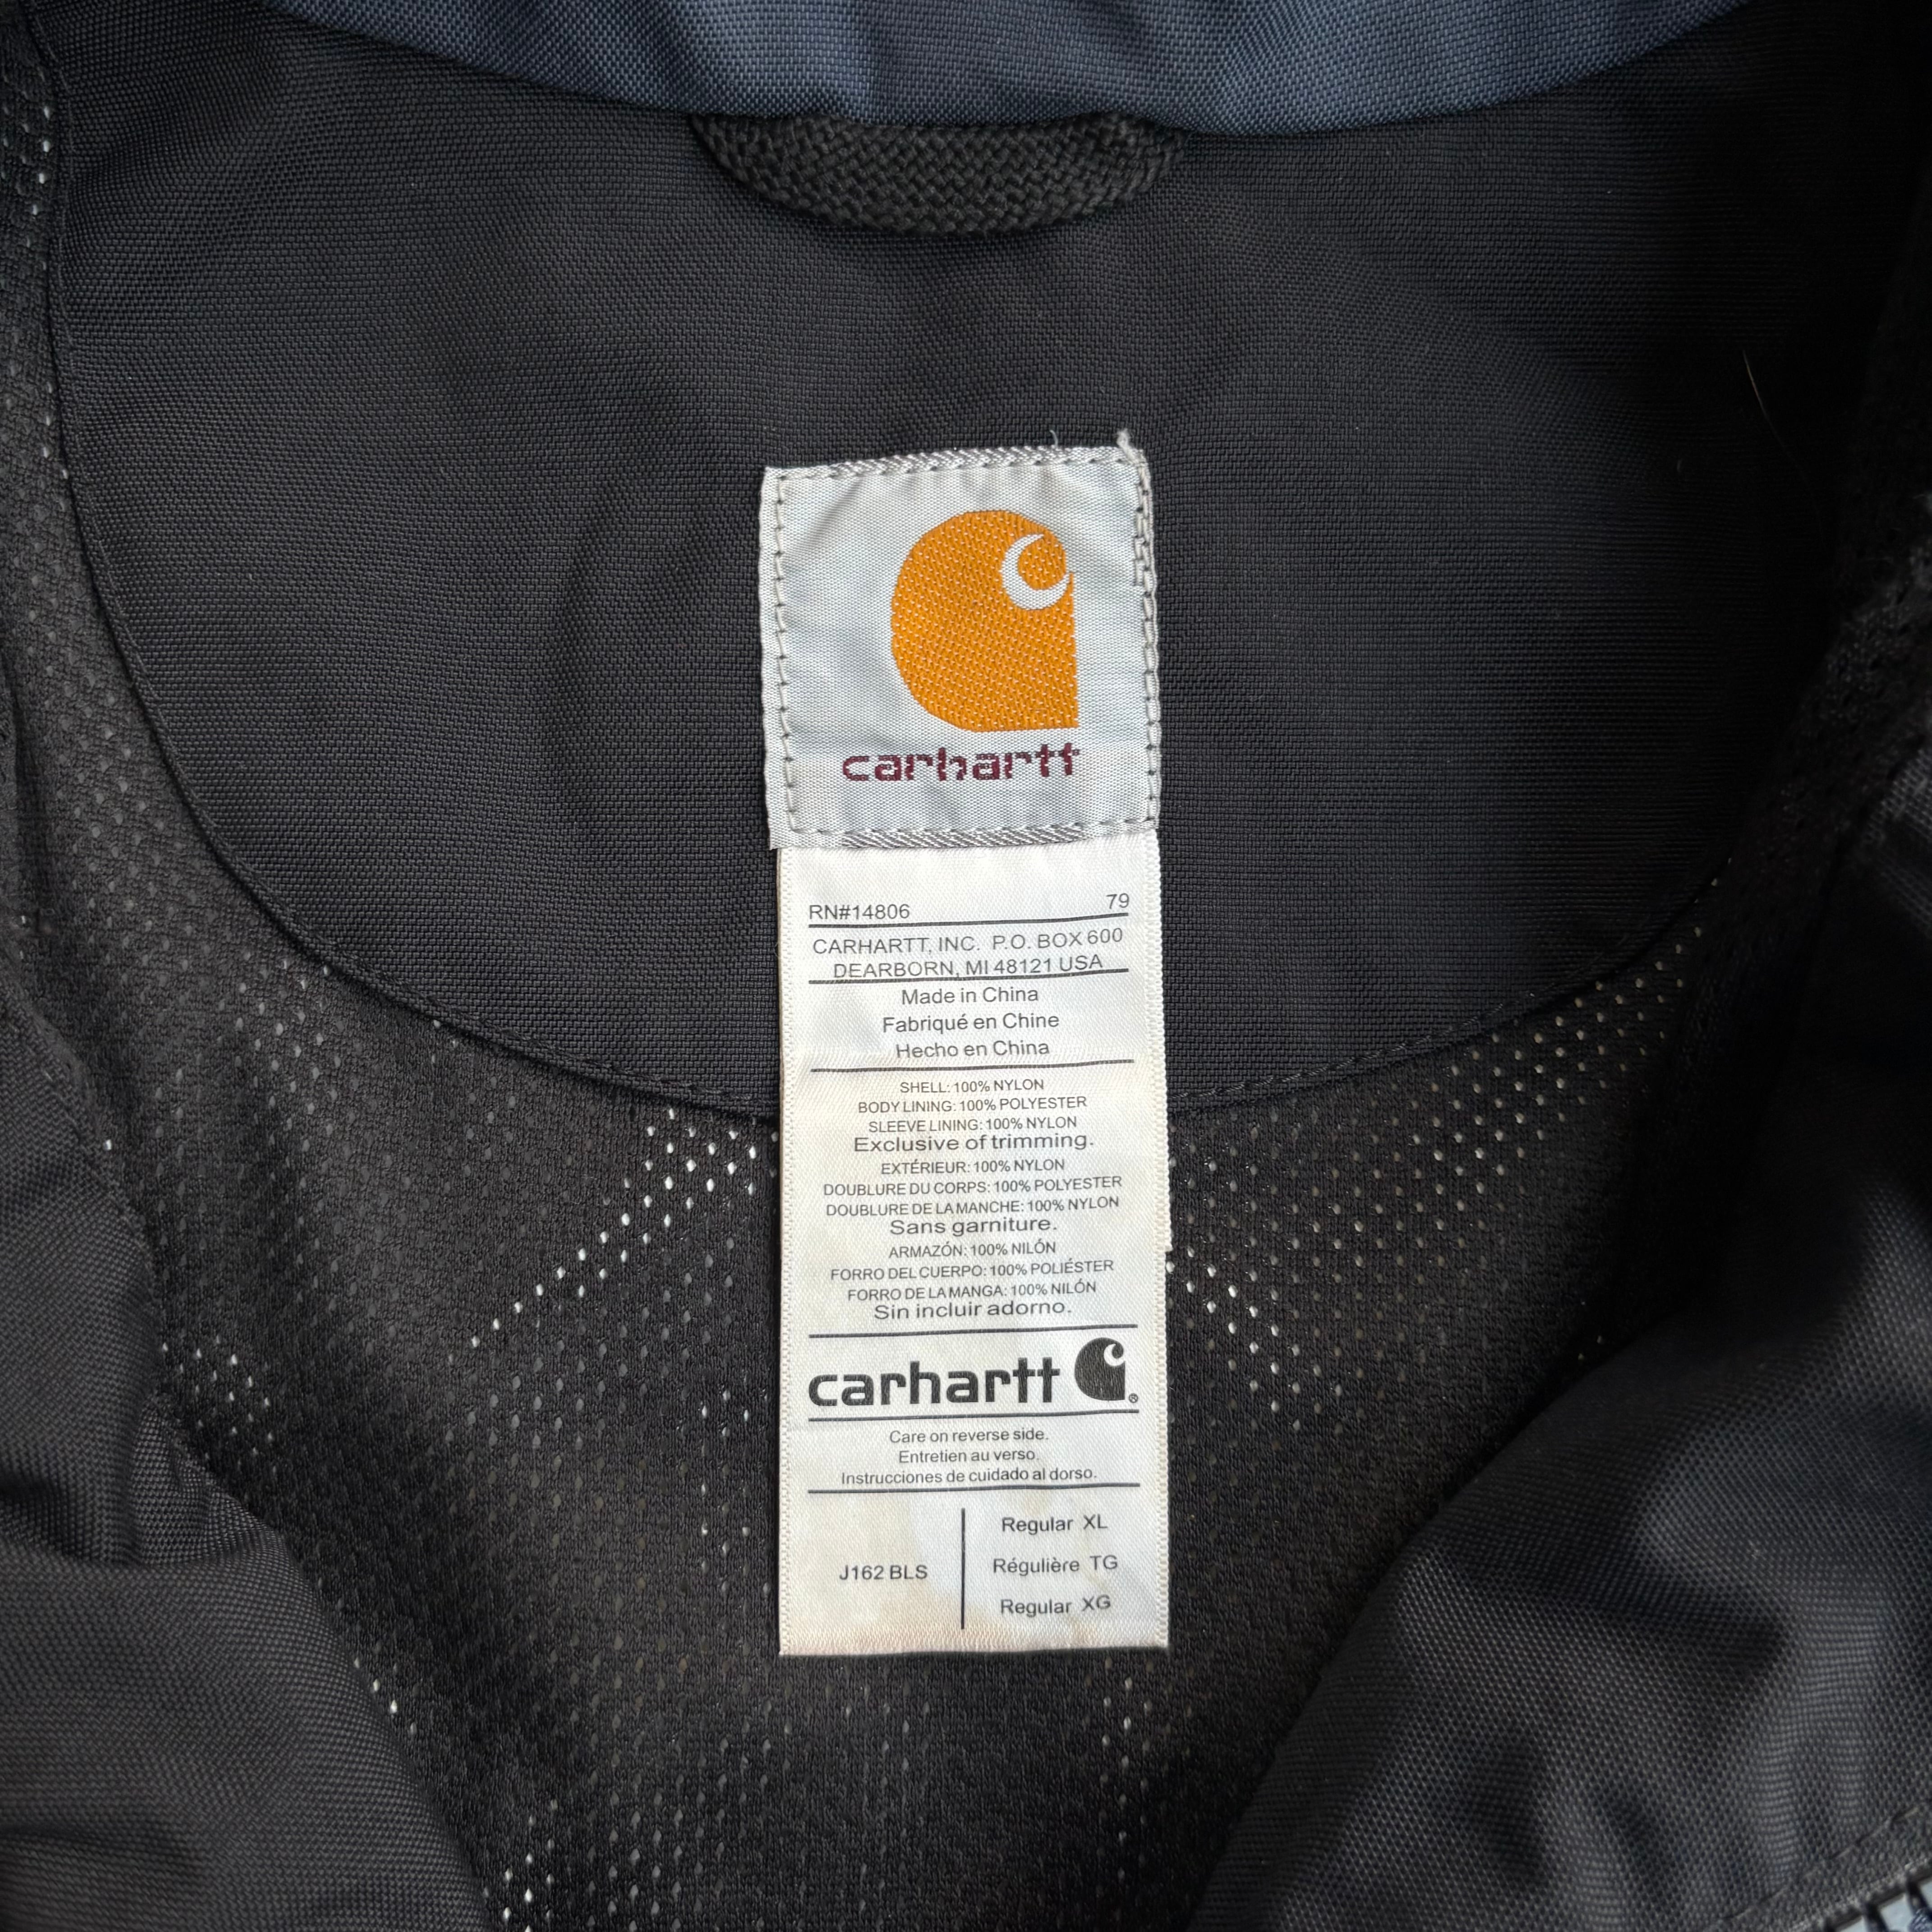 carhartt
RN#14806 79
CARHARTT, INC. P.O. BOX 600
DEARBORN, MI 48121 USA
Made in China
Fabriqué en Chine
Hecho en China
SHELL: 100% NYLON
BODY LINING: 100% POLYESTER
SLEEVE LINING: 100% NYLON
Exclusive of trimming.
EXTÉRIEUR: 100% NYLON
DOUBLURE DU CORPS: 100% POLYESTER
DOUBLURE DE LA MANCHE: 100% NYLON
Sans garniture.
ARMAZÓN: 100% NILÓN
FORRO DEL CUERPO: 100% POLIÉSTER
FORRO DE LA MANGA: 100% NILÓN
Sin incluir adorno.
carhartt ®
Care on reverse side.
Entretien au verso.
Instrucciones de cuidado al dorso.
Regular XL
J162 BLS Régulière TG
Regular XG